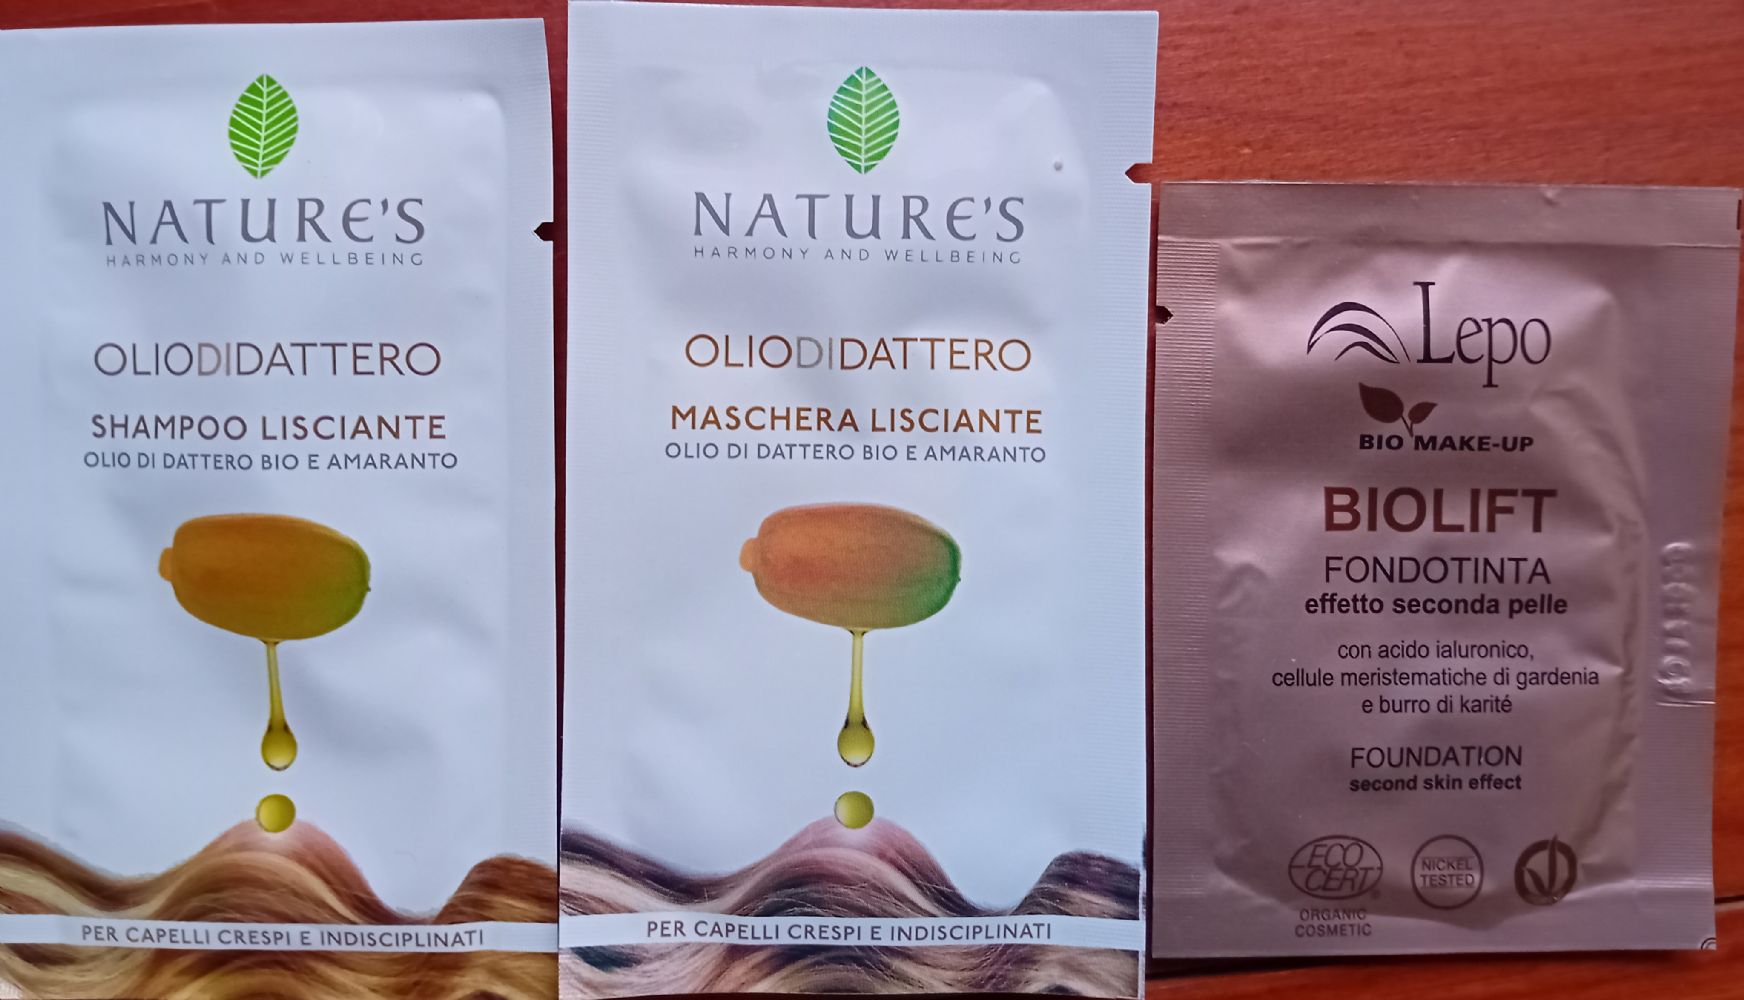 NATURE'S
HARMONY AND WELLBEING
OLIODIDATTERO
SHAMPOO LISCIANTE
OLIO DI DATTERO BIO E AMARANTO
PER CAPELLI CRESPI E INDISCIPLINATI
NATURE'S
HARMONY AND WELLBEING
OLIODIDATTERO
MASCHERA LISCIANTE
OLIO DI DATTERO BIO E AMARANTO
PER CAPELLI CRESPI E INDISCIPLINATI
Lepo
BIO MAKE-UP
BIOLIFT
FONDOTINTA
effetto seconda pelle
con acido ialuronico,
cellule meristematiche di gardenia
e burro di karité
FOUNDATION
second skin effect
ECO
CERT
ORGANIC
COSMETIC
NICKEL
TESTED